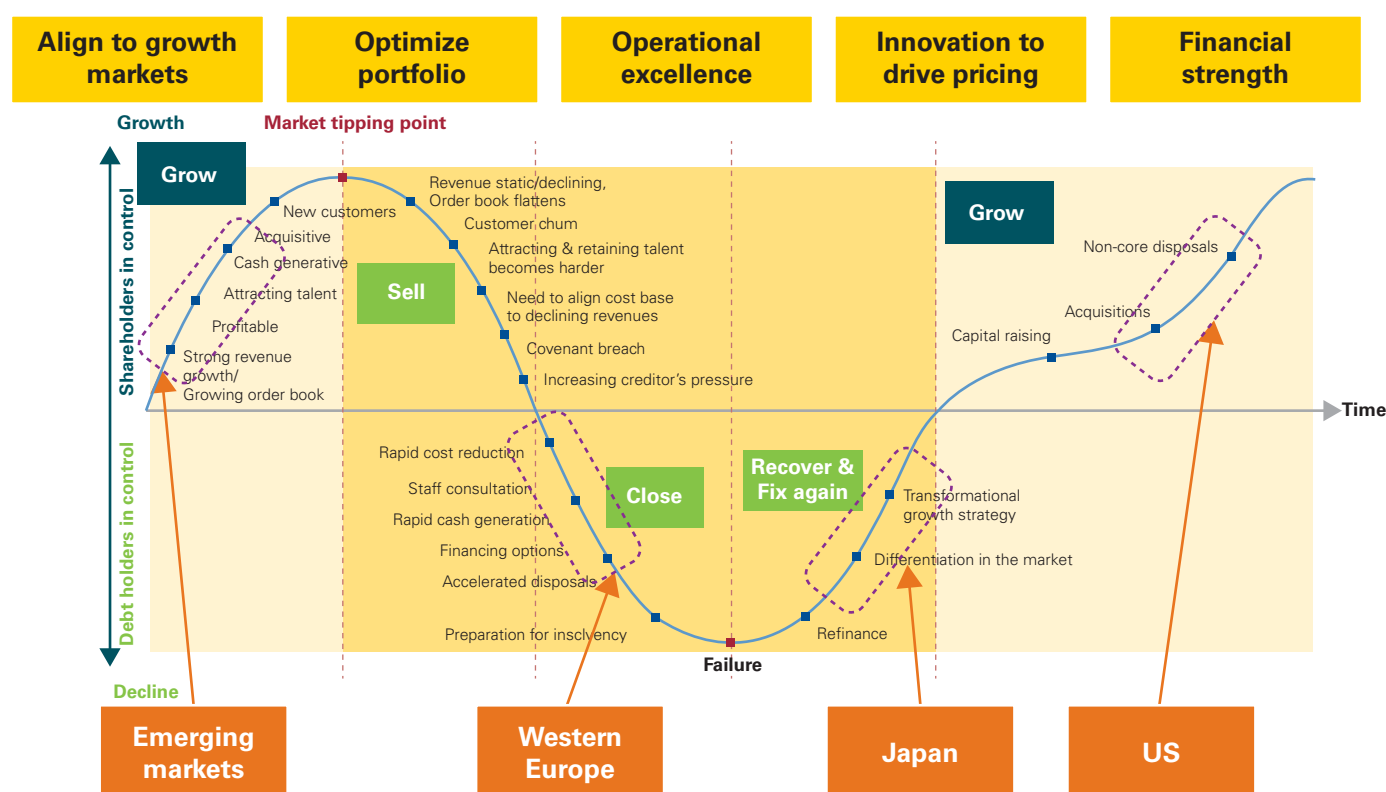 Align to growth
markets
Optimize
portfolio
Operational
excellence
Innovation to
drive pricing
Financial
strength
Growth
Market tipping point
Shareholders in control
Debt holders in control
Grow
New customers
Acquisitive
Cash generative
Attracting talent
Profitable
Strong revenue
growth/
Growing order book
Revenue static/declining,
Order book flattens
Customer chum
Attracting & retaining talent
becomes harder
Sell
Need to align cost base
to declining revenues
Covenant breach
Increasing creditor's pressure
Grow
Non-core disposals
Acquisitions
Capital raising
Time
Rapid cost reduction
Staff consultation
Rapid cash generation
Financing options
Accelerated disposals
Preparation for insclvency
Close
Recover &
Fix again
Transformational
growth strategy
Differentiation in the market
Refinance
Failure
Decline
Emerging
markets
Western
Europe
Japan
US